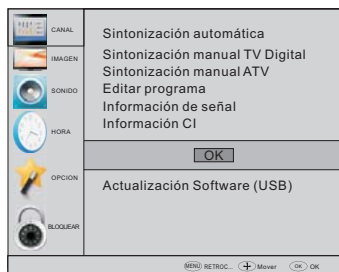 CANAL
IMAGEN
SONIDO
HORA
OPCION
BLOQUEAR
Sintonización automática
Sintonización manual TV Digital
Sintonización manual ATV
Editar programa
Información de señal
Información CI
OK
Actualización Software (USB)
MENU RETROC... Mover OK OK